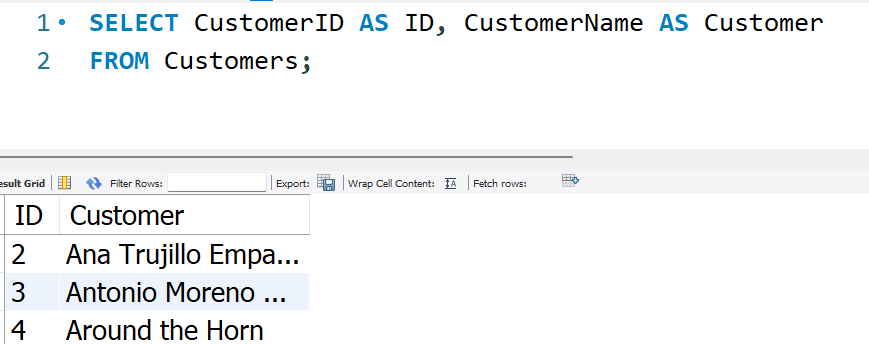 1 SELECT CustomerID AS ID, CustomerName AS Customer
2 FROM Customers;
esult Grid Filter Rows: Export: Wrap Cell Content: Fetch rows:
ID Customer
2 Ana Trujillo Empa...
3 Antonio Moreno ...
4 Around the Horn